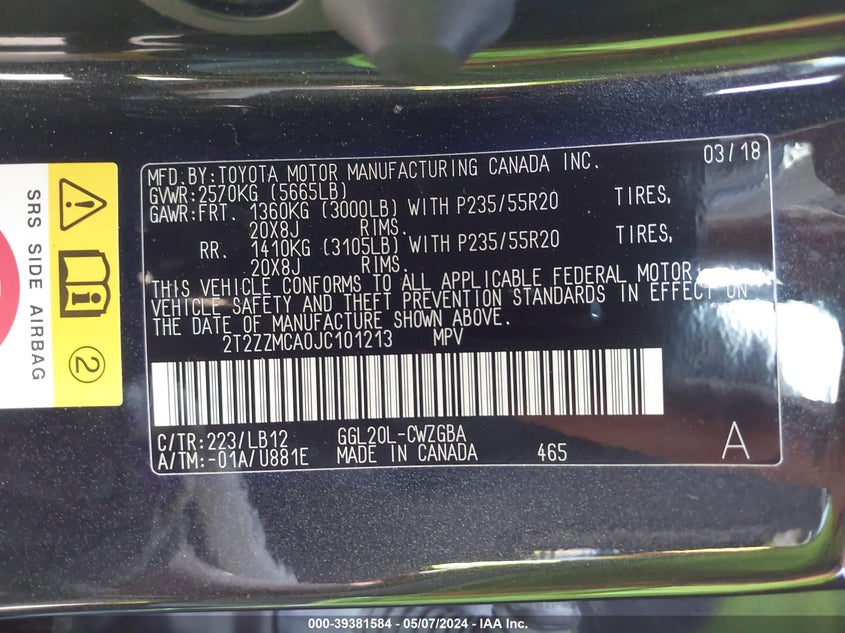 MFD.BY:TOYOTA MOTOR MANUFACTURING CANADA INC. 03/18
GVWR:2570KG (5665LB)
GAWR:FRT. 1360KG (3000LB) WITH P235/55R20 TIRES,
20X8J RIMS.
RR. 1410KG (3105LB) WITH P235/55R20 TIRES,
20X8J RIMS.
THIS VEHICLE CONFORMS TO ALL APPLICABLE FEDERAL MOTOR
VEHICLE SAFETY AND THEFT PREVENTION STANDARDS IN EFFECT ON
THE DATE OF MANUFACTURE SHOWN ABOVE.
2T2ZZMCA0JC101213 MPV
C/TR:223/LB12 GGL20L-CWZGBA
A/TM:-01A/U881E MADE IN CANADA 465 A
SRS SIDE AIRBAG
2
000-39381584 - 05/07/2024 - IAA Inc.